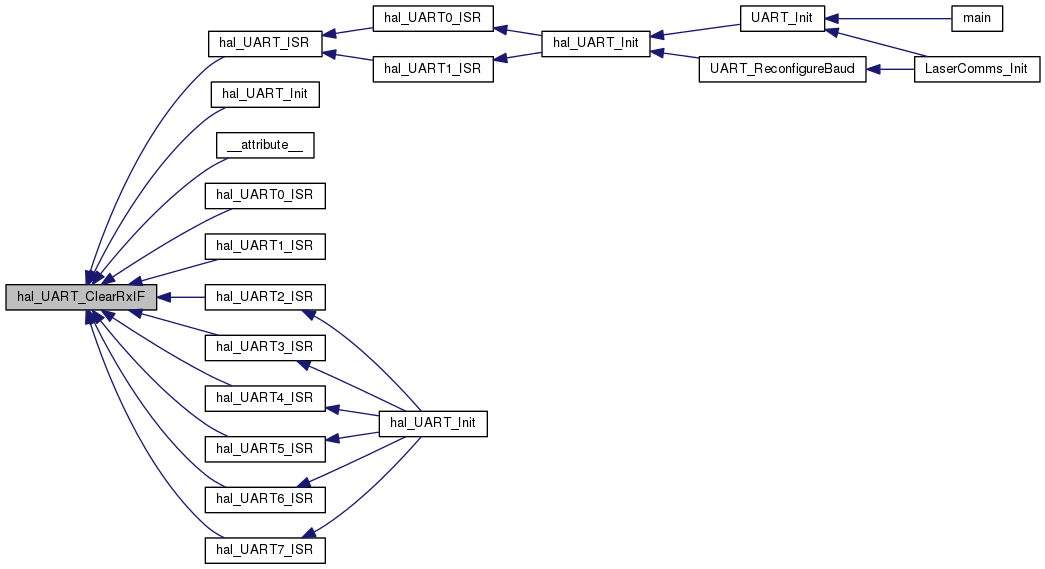 hal_UART0_ISR
UART_Init
main
hal_UART_ISR
hal_UART_Init
hal_UART1_ISR
UART_ReconfigureBaud
LaserComms_Init
hal_UART_Init
__attribute__
hal_UART0_ISR
hal_UART1_ISR
hal_UART_ClearRxIF
hal_UART2_ISR
hal_UART3_ISR
hal_UART4_ISR
hal_UART_Init
hal_UART5_ISR
hal_UART6_ISR
hal_UART7_ISR